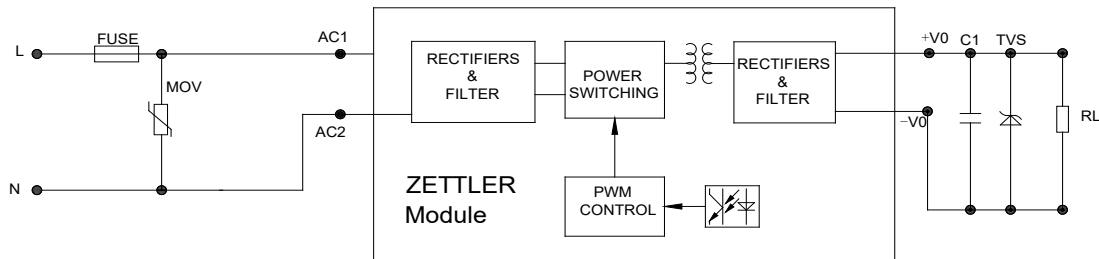 FUSE
L
AC1
MOV
AC2
N
RECTIFIERS
&
FILTER
POWER
SWITCHING
RECTIFIERS
&
FILTER
ZETTLER
Module
PWM
CONTROL
+V0
C1
TVS
−V0
RL